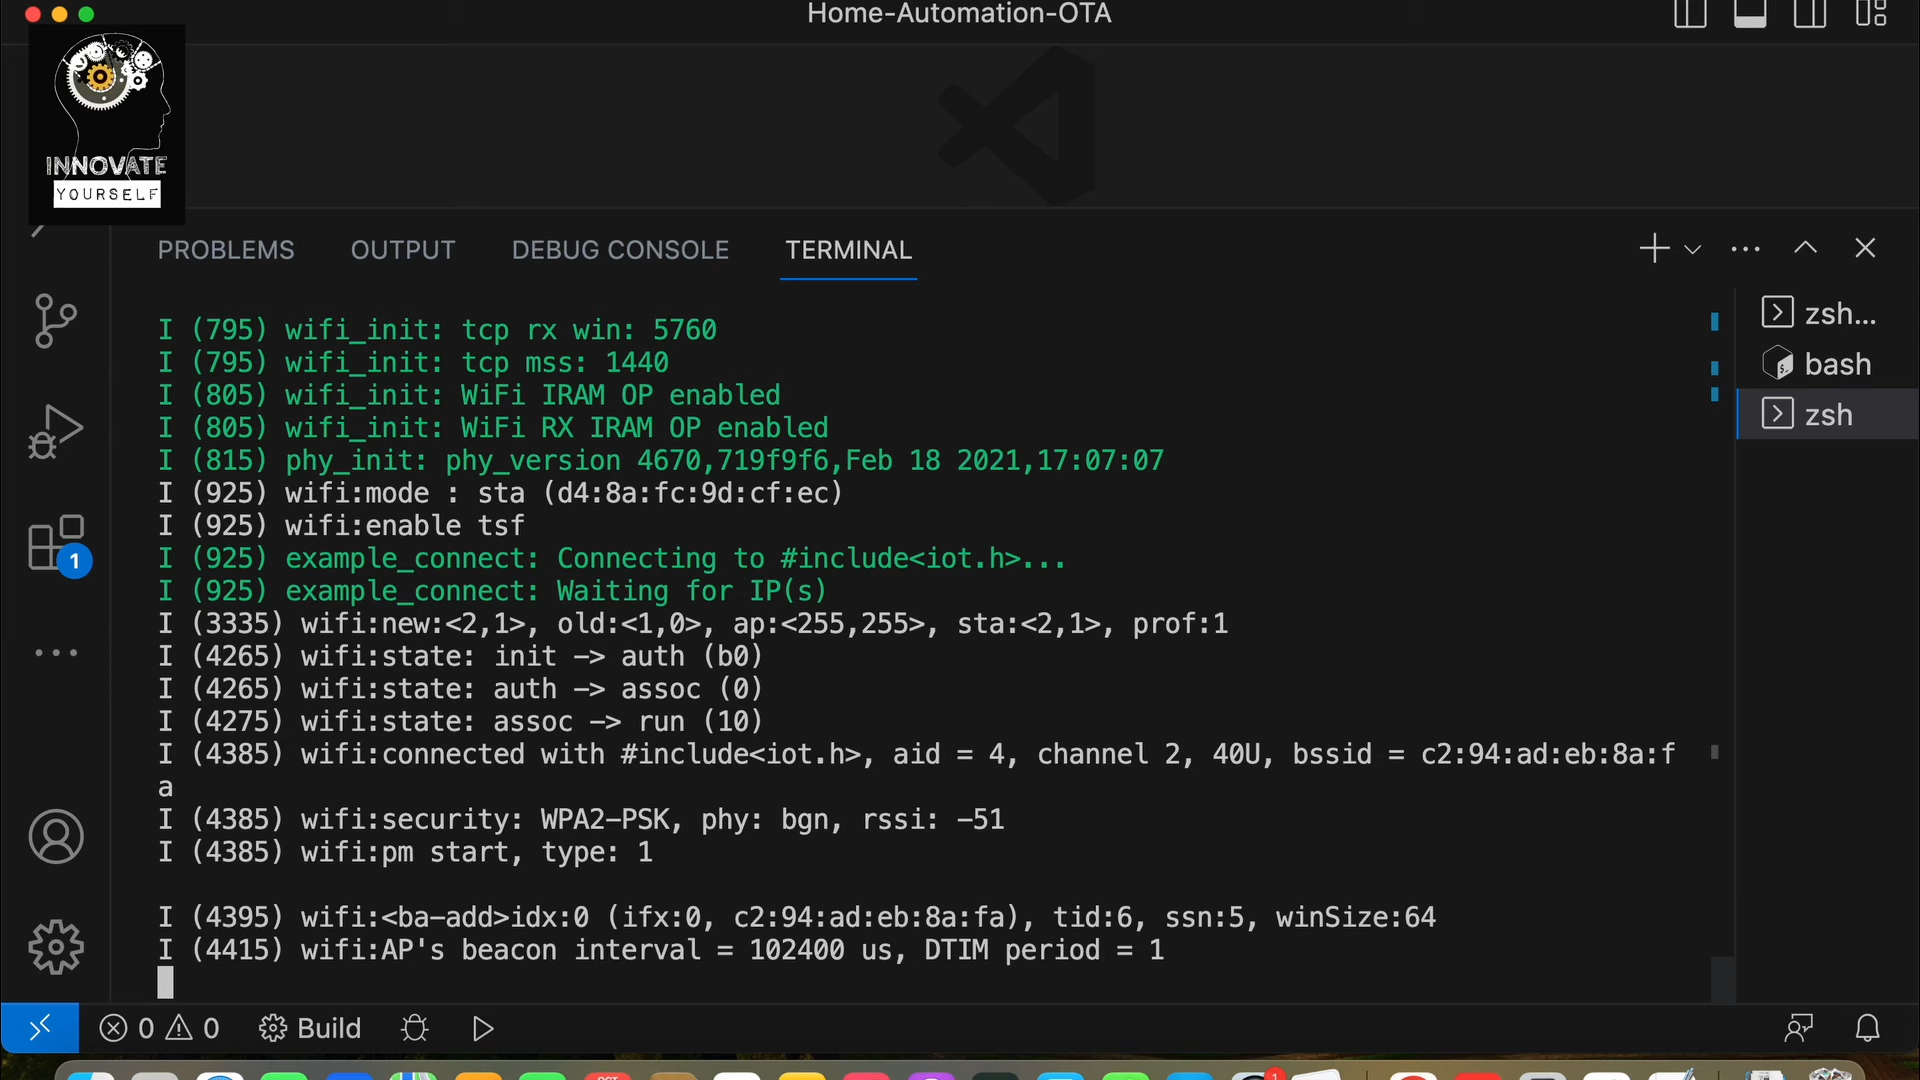 Home-Automation-OTA
INNOVATE
YOURSELF
PROBLEMS OUTPUT DEBUG CONSOLE TERMINAL
I (795) wifi_init: tcp rx win: 5760
I (795) wifi_init: tcp mss: 1440
I (805) wifi_init: WiFi IRAM OP enabled
I (805) wifi_init: WiFi RX IRAM OP enabled
I (815) phy_init: phy_version 4670,719f9f6,Feb 18 2021,17:07:07
I (925) wifi:mode : sta (d4:8a:fc:9d:cf:ec)
I (925) wifi:enable tsf
I (925) example_connect: Connecting to #include<iot.h>...
I (925) example_connect: Waiting for IP(s)
I (3335) wifi:new:<2,1>, old:<1,0>, ap:<255,255>, sta:<2,1>, prof:1
I (4265) wifi:state: init -> auth (b0)
I (4265) wifi:state: auth -> assoc (0)
I (4275) wifi:state: assoc -> run (10)
I (4385) wifi:connected with #include<iot.h>, aid = 4, channel 2, 40U, bssid = c2:94:ad:eb:8a:f
a
I (4385) wifi:security: WPA2-PSK, phy: bgn, rssi: -51
I (4385) wifi:pm start, type: 1
I (4395) wifi:<ba-add>idx:0 (ifx:0, c2:94:ad:eb:8a:fa), tid:6, ssn:5, winSize:64
I (4415) wifi:AP's beacon interval = 102400 us, DTIM period = 1
zsh...
bash
zsh
1
0 0 Build